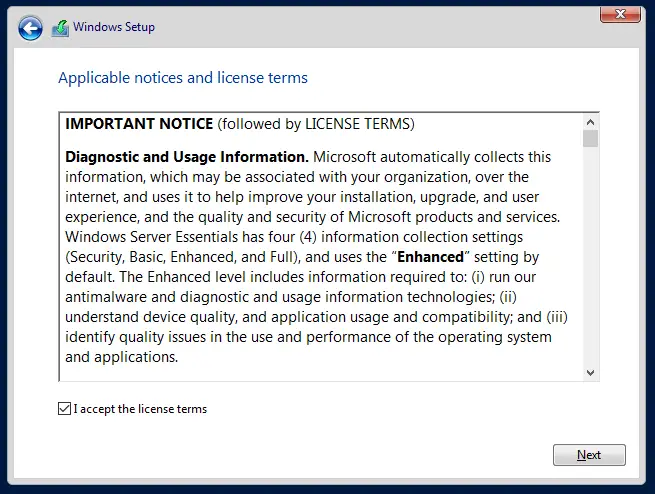 Windows Setup
Applicable notices and license terms
IMPORTANT NOTICE (followed by LICENSE TERMS)
Diagnostic and Usage Information. Microsoft automatically collects this
information, which may be associated with your organization, over the
internet, and uses it to help improve your installation, upgrade, and user
experience, and the quality and security of Microsoft products and services.
Windows Server Essentials has four (4) information collection settings
(Security, Basic, Enhanced, and Full), and uses the “Enhanced” setting by
default. The Enhanced level includes information required to: (i) run our
antimalware and diagnostic and usage information technologies; (ii)
understand device quality, and application usage and compatibility; and (iii)
identify quality issues in the use and performance of the operating system
and applications.
I accept the license terms
Next